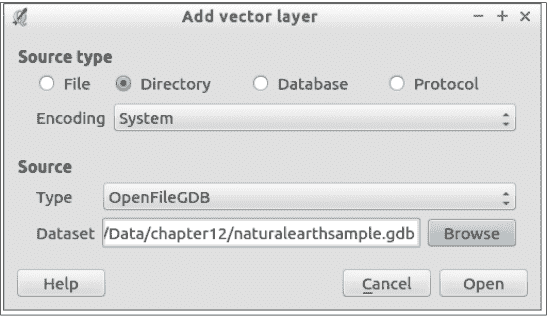 Add vector layer
Source type
File Directory Database Protocol
Encoding System
Source
Type OpenFileGDB
Dataset /Data/chapter12/naturalearthsample.gdb Browse
Help Cancel Open